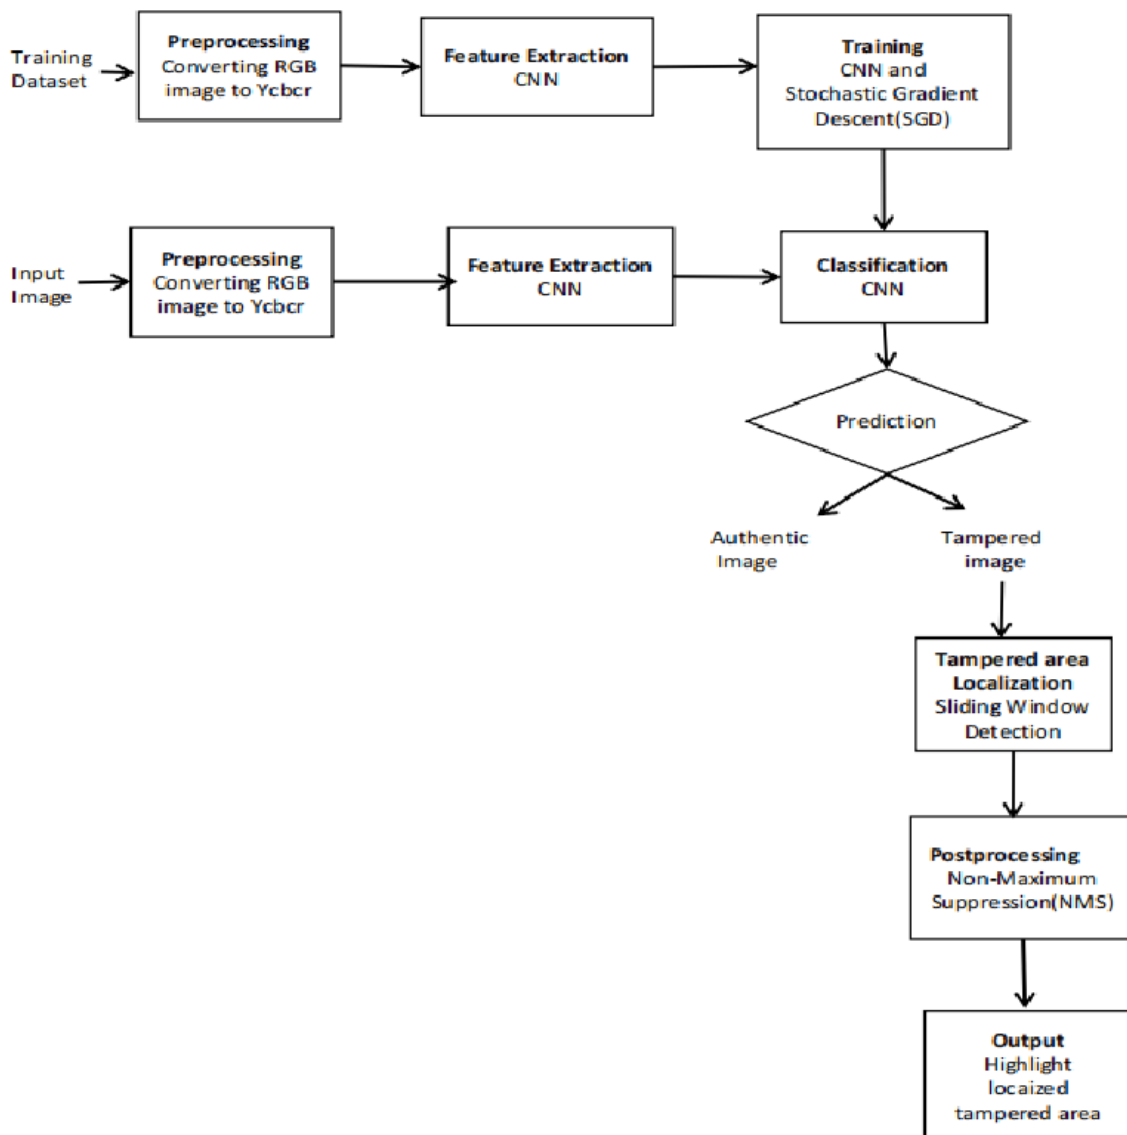 Training
Dataset
Preprocessing
Converting RGB
image to Ycbcr
Feature Extraction
CNN
Training
CNN and
Stochastic Gradient
Descent(SGD)
Input
Image
Preprocessing
Converting RGB
image to Ycbcr
Feature Extraction
CNN
Classification
CNN
Prediction
Authentic
Image
Tampered
image
Tampered area
Localization
Sliding Window
Detection
Postprocessing
Non-Maximum
Suppression(NMS)
Output
Highlight
locaized
tampered area